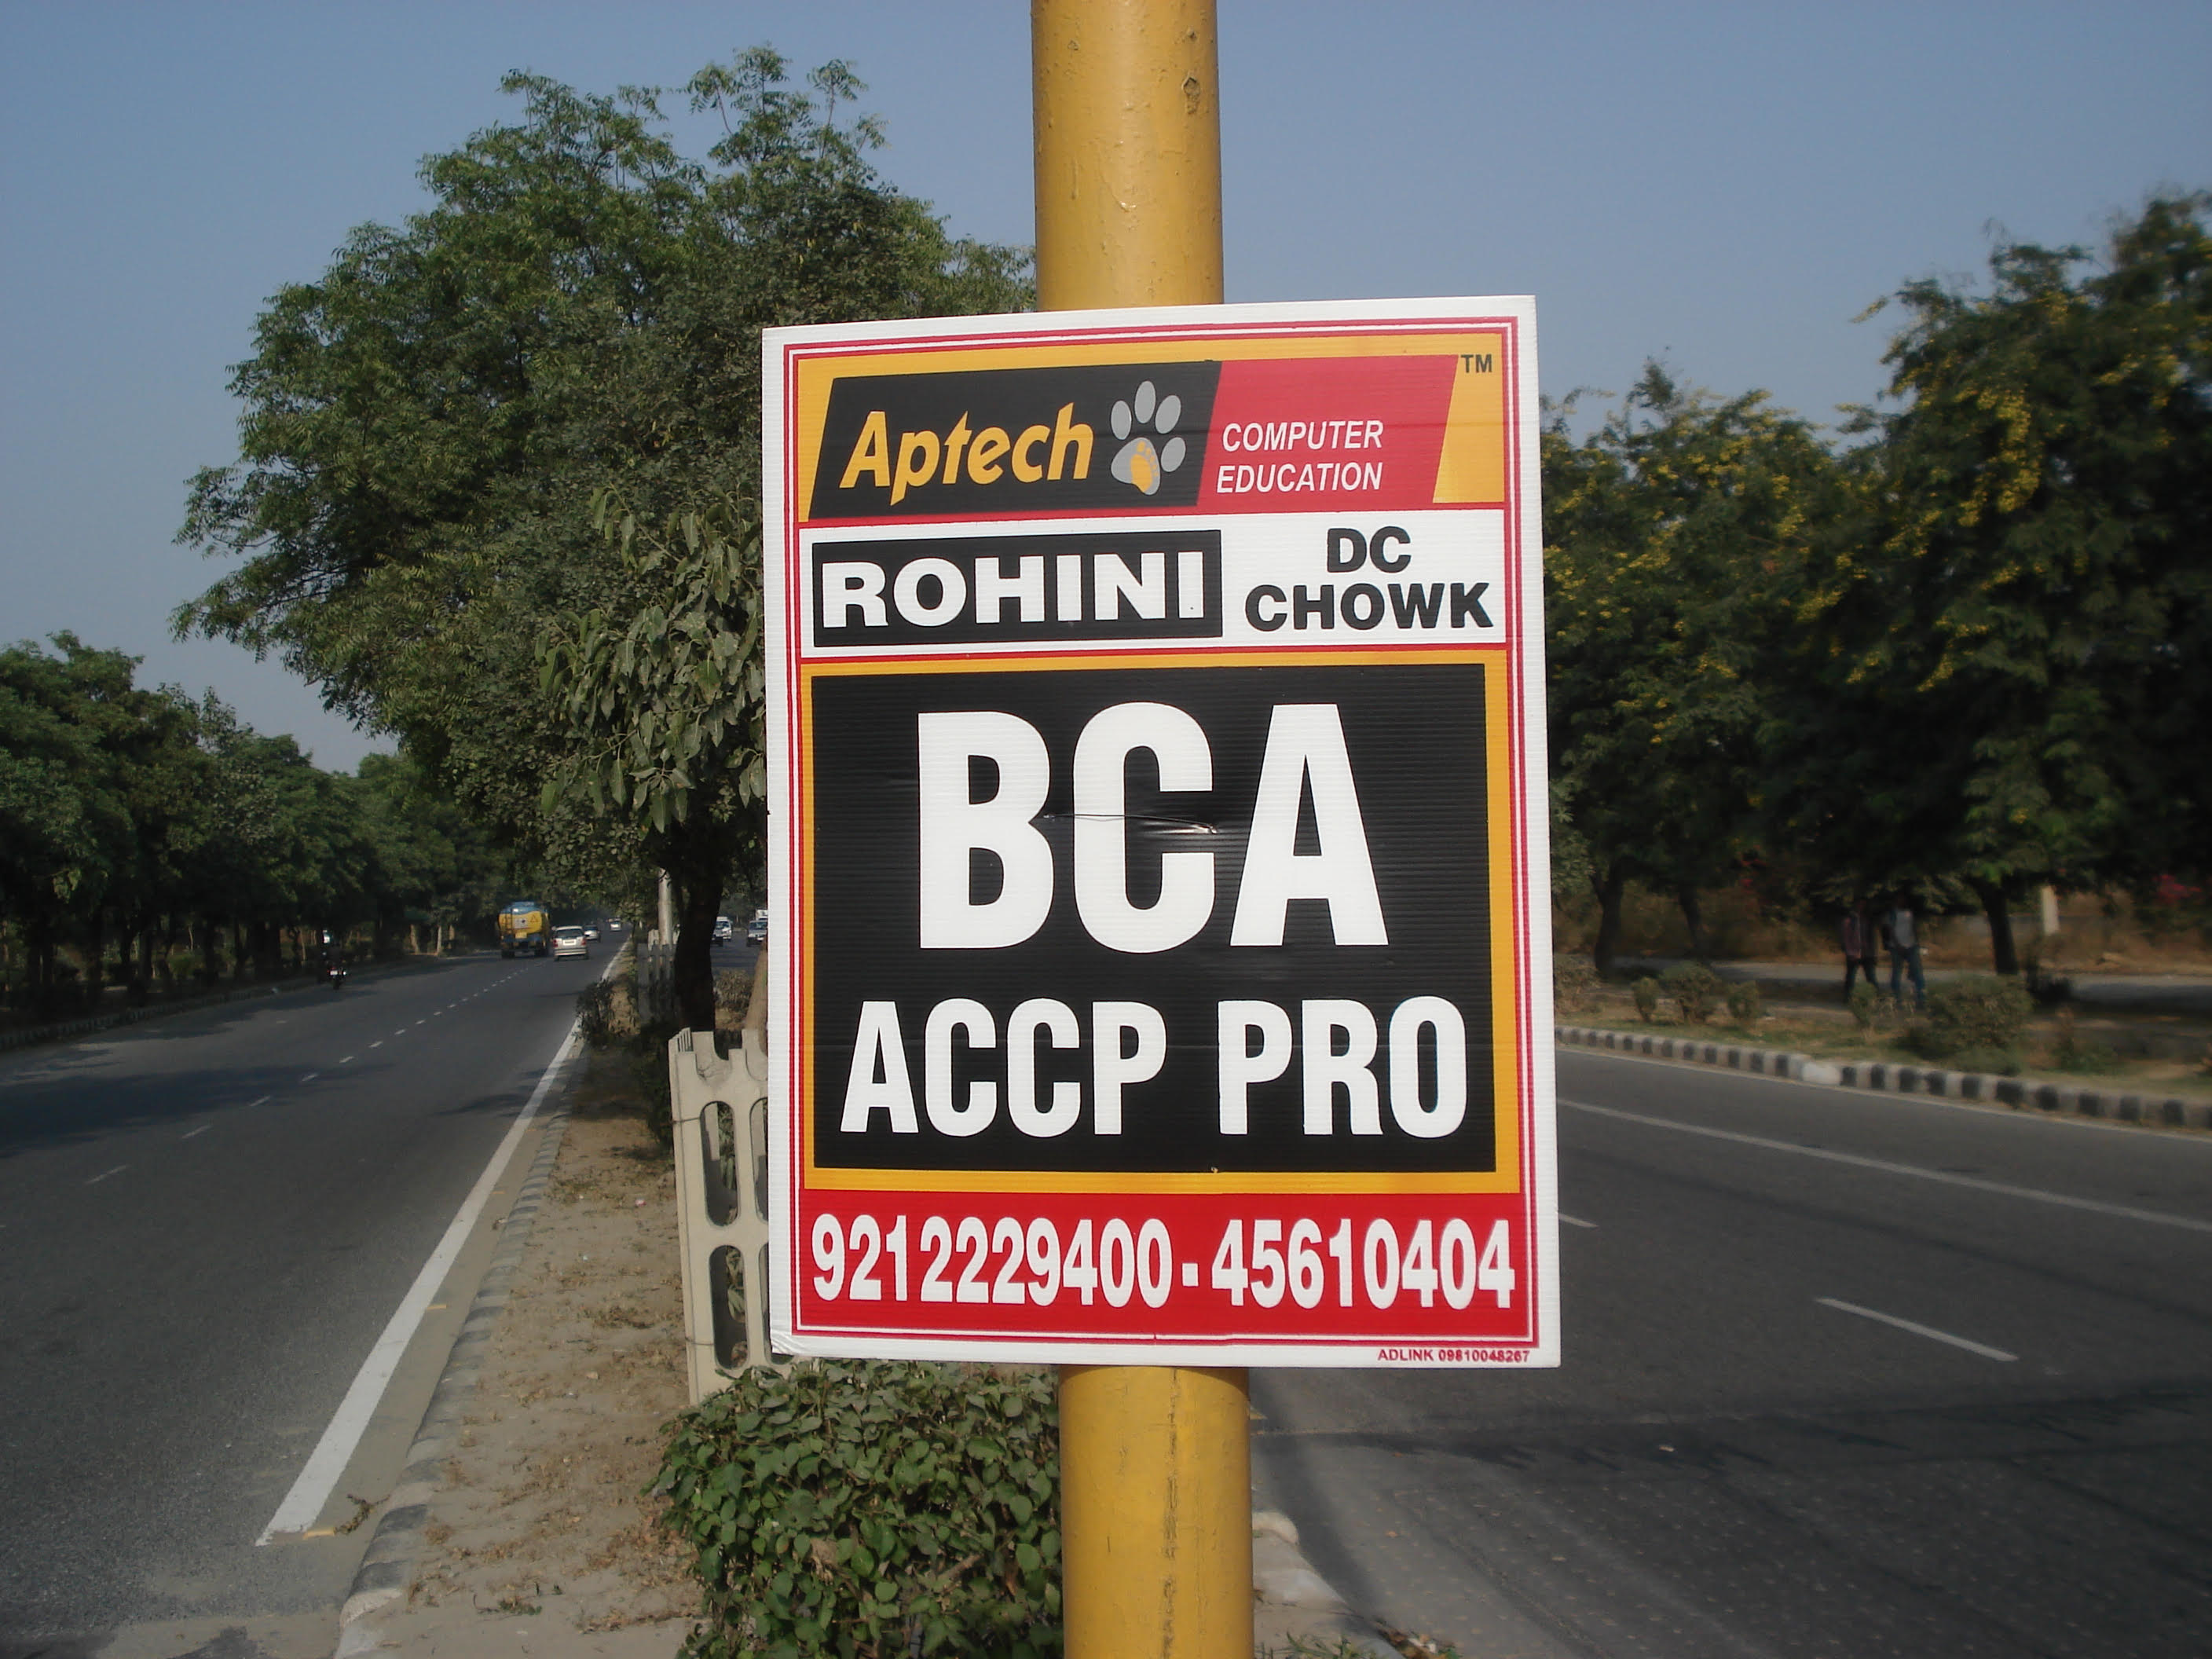 Aptech COMPUTER EDUCATION TM
ROHINI DC CHOWK
BCA
ACCP PRO
9212229400-45610404
ADLINK 09810048267